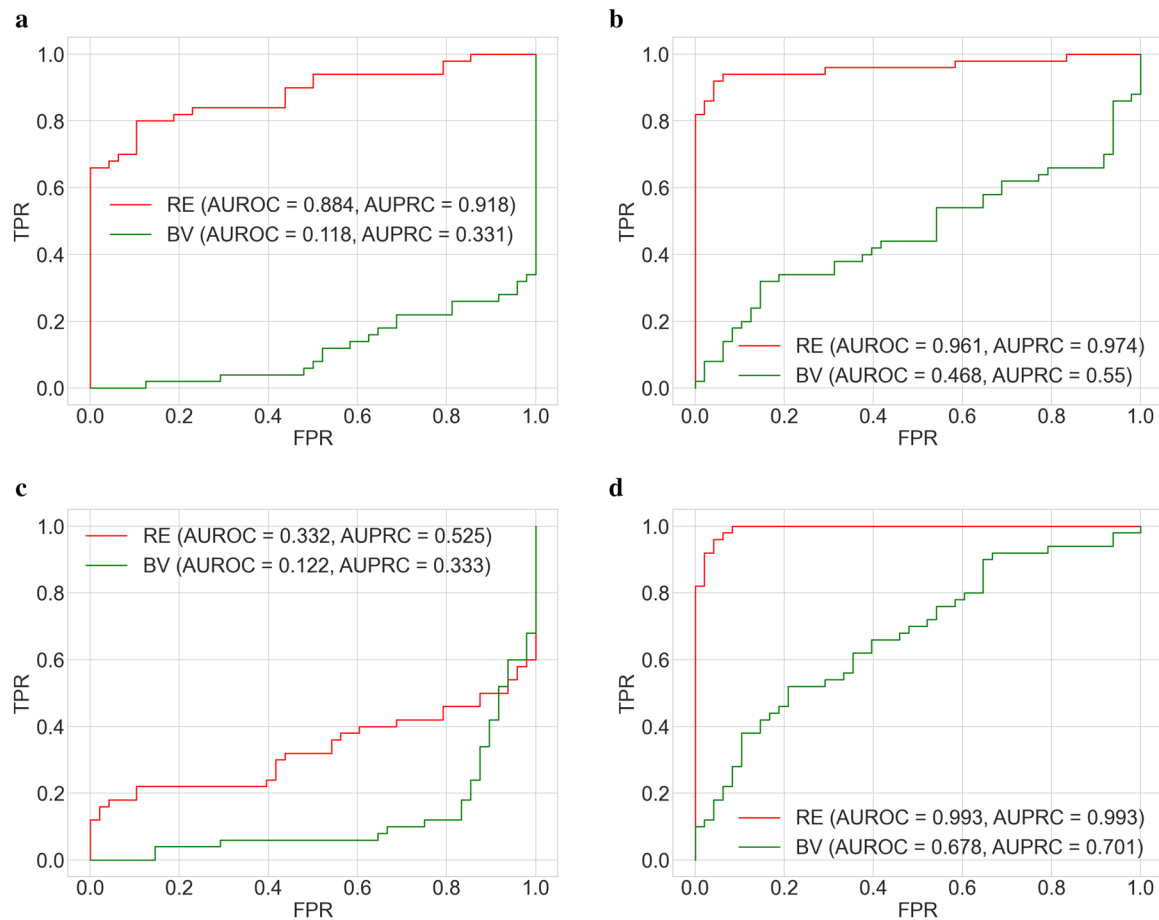 a
1.0
0.8
0.6
0.4
0.2
0.0
TPR
RE (AUROC = 0.884, AUPRC = 0.918)
BV (AUROC = 0.118, AUPRC = 0.331)
0.0 0.2 0.4 0.6 0.8 1.0
FPR
b
1.0
0.8
0.6
0.4
0.2
0.0
TPR
RE (AUROC = 0.961, AUPRC = 0.974)
BV (AUROC = 0.468, AUPRC = 0.55)
0.0 0.2 0.4 0.6 0.8 1.0
FPR
c
1.0
0.8
0.6
0.4
0.2
0.0
TPR
RE (AUROC = 0.332, AUPRC = 0.525)
BV (AUROC = 0.122, AUPRC = 0.333)
0.0 0.2 0.4 0.6 0.8 1.0
FPR
d
1.0
0.8
0.6
0.4
0.2
0.0
TPR
RE (AUROC = 0.993, AUPRC = 0.993)
BV (AUROC = 0.678, AUPRC = 0.701)
0.0 0.2 0.4 0.6 0.8 1.0
FPR